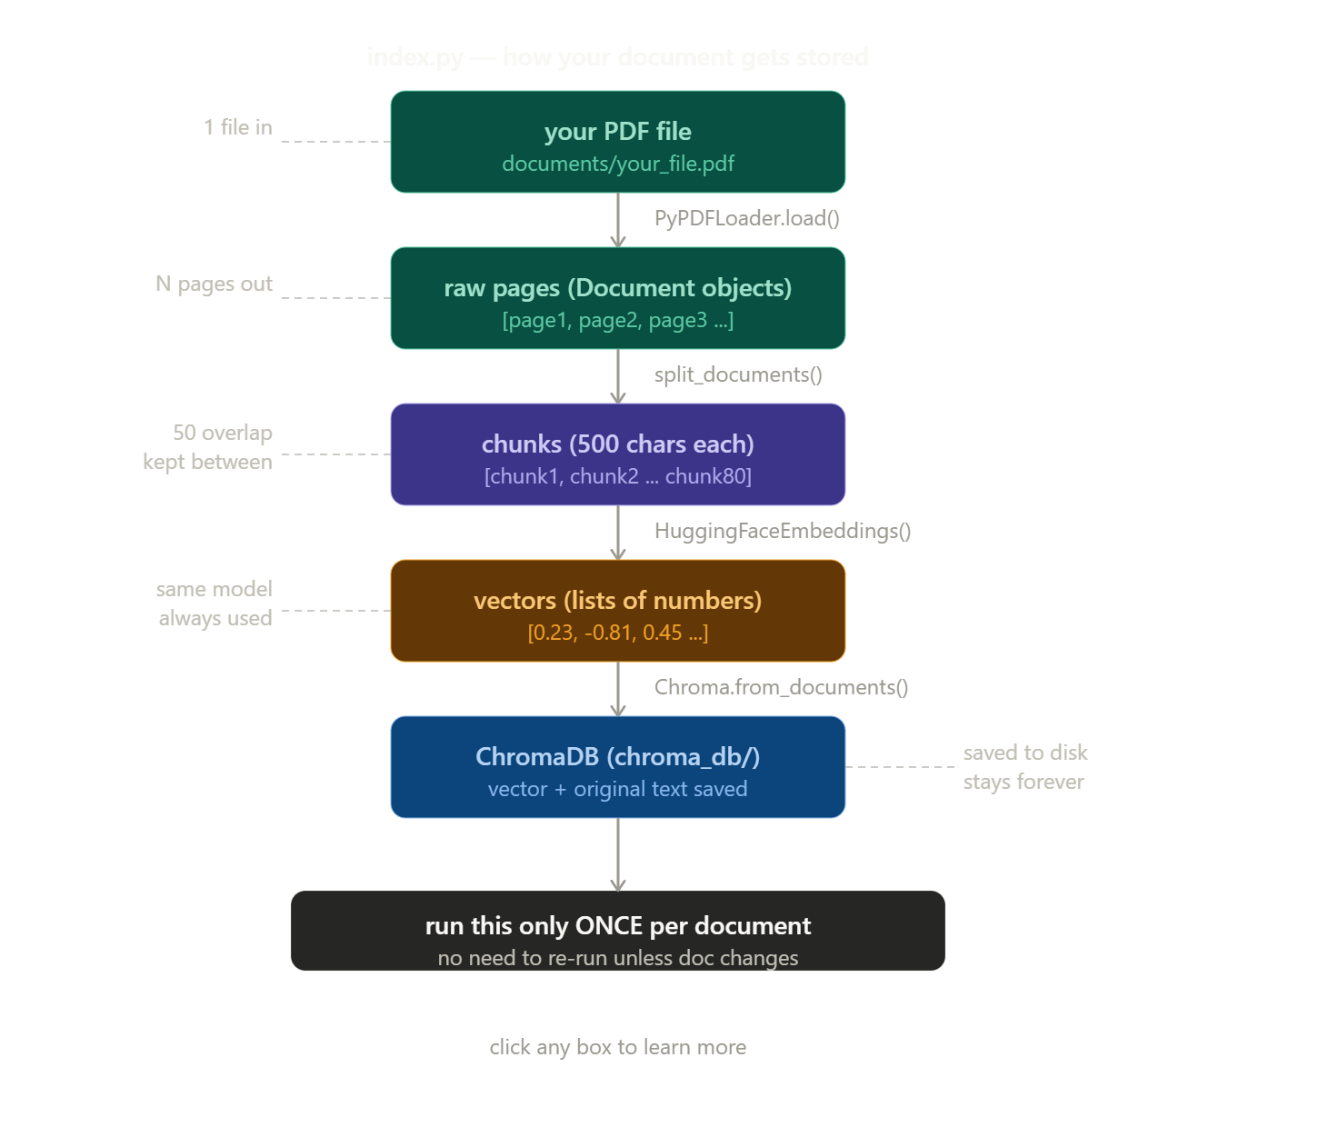 index.py — how your document gets stored
1 file in
your PDF file
documents/your_file.pdf
PyPDFLoader.load()
N pages out
raw pages (Document objects)
[page1, page2, page3 ...]
split_documents()
50 overlap
kept between
chunks (500 chars each)
[chunk1, chunk2 ... chunk80]
HuggingFaceEmbeddings()
same model
always used
vectors (lists of numbers)
[0.23, -0.81, 0.45 ...]
Chroma.from_documents()
ChromaDB (chroma_db/)
vector + original text saved
saved to disk
stays forever
run this only ONCE per document
no need to re-run unless doc changes
click any box to learn more